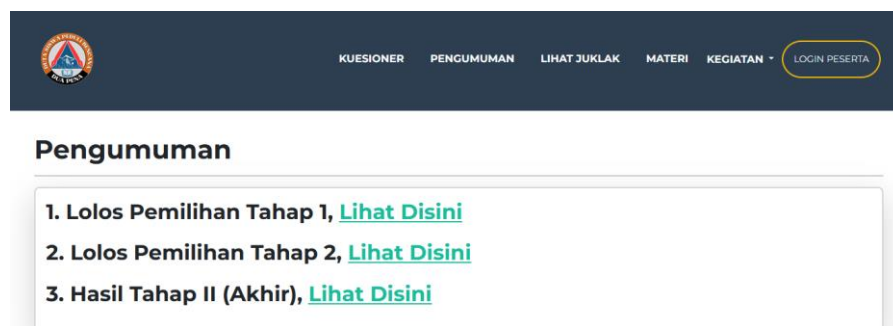 KUESIONER PENGUMUMAN LIHAT JUKLAK MATERI KEGIATAN LOGIN PESERTA
Pengumuman
1. Lolos Pemilihan Tahap 1, Lihat Disini
2. Lolos Pemilihan Tahap 2, Lihat Disini
3. Hasil Tahap II (Akhir), Lihat Disini